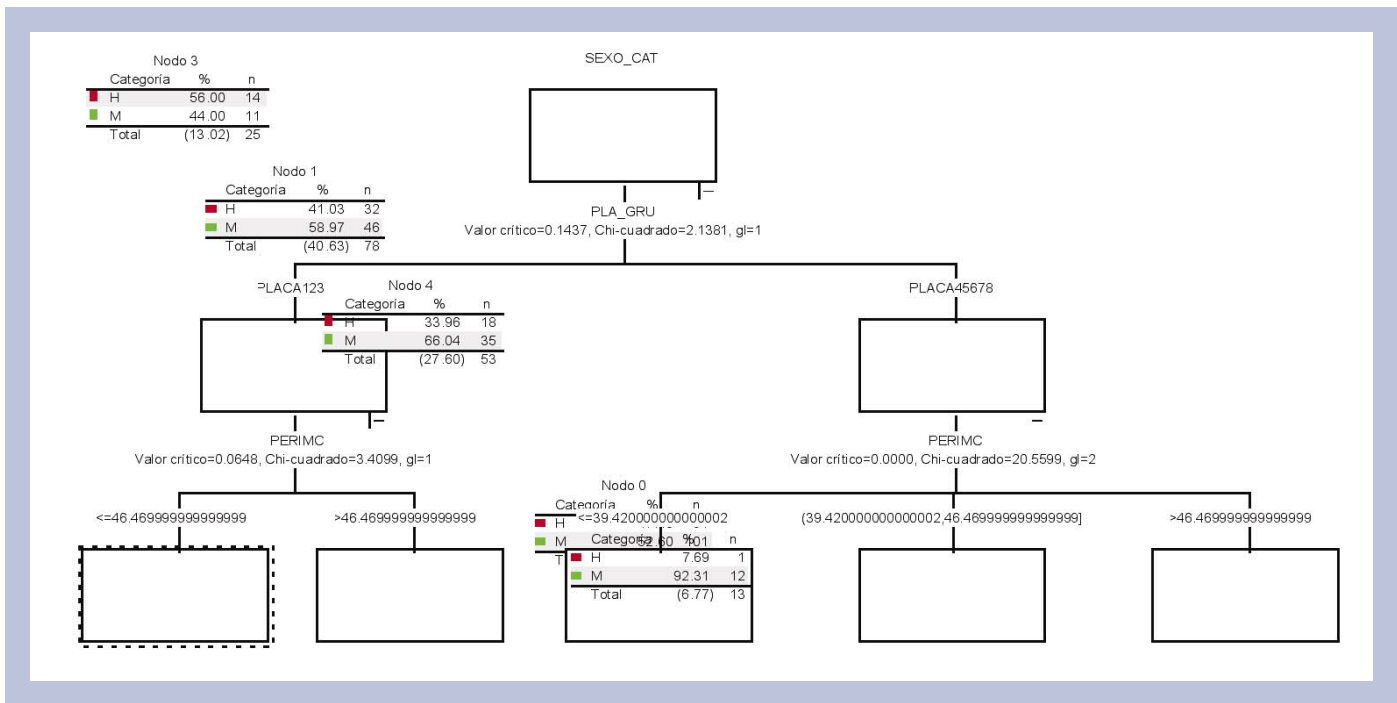 SEXO_CAT
Nodo 3
Categoría % n
H 56.00 14
M 44.00 11
Total (13.02) 25
Nodo 1
Categoría % n
H 41.03 32
M 58.97 46
Total (40.63) 78
PLA_GRU
Valor crítico=0.1437, Chi-cuadrado=2.1381, gl=1
PLACA123
PLACA45678
Nodo 4
Categoría % n
H 33.96 18
M 66.04 35
Total (27.60) 53
PERIMC
Valor crítico=0.0648, Chi-cuadrado=3.4099, gl=1
PERIMC
Valor crítico=0.0000, Chi-cuadrado=20.5599, gl=2
<=46.469999999999999
>46.469999999999999
Nodo 0
Categoría % n
H
M 52.60 101
<=39.420000000000002
(39.420000000000002,46.469999999999999]
>46.469999999999999
Categoría % n
H 7.69 1
M 92.31 12
Total (6.77) 13